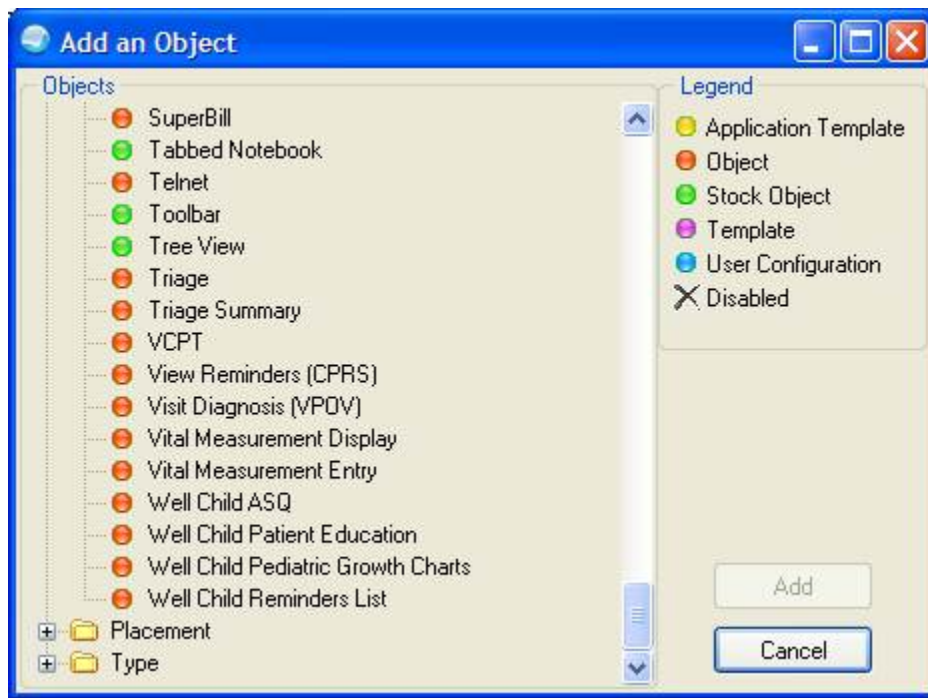 Add an Object
Objects
SuperBill
Tabbed Notebook
Telnet
Toolbar
Tree View
Triage
Triage Summary
VCPT
View Reminders (CPRS)
Visit Diagnosis (VPOV)
Vital Measurement Display
Vital Measurement Entry
Well Child ASQ
Well Child Patient Education
Well Child Pediatric Growth Charts
Well Child Reminders List
Placement
Type
Legend
Application Template
Object
Stock Object
Template
User Configuration
Disabled
Add
Cancel